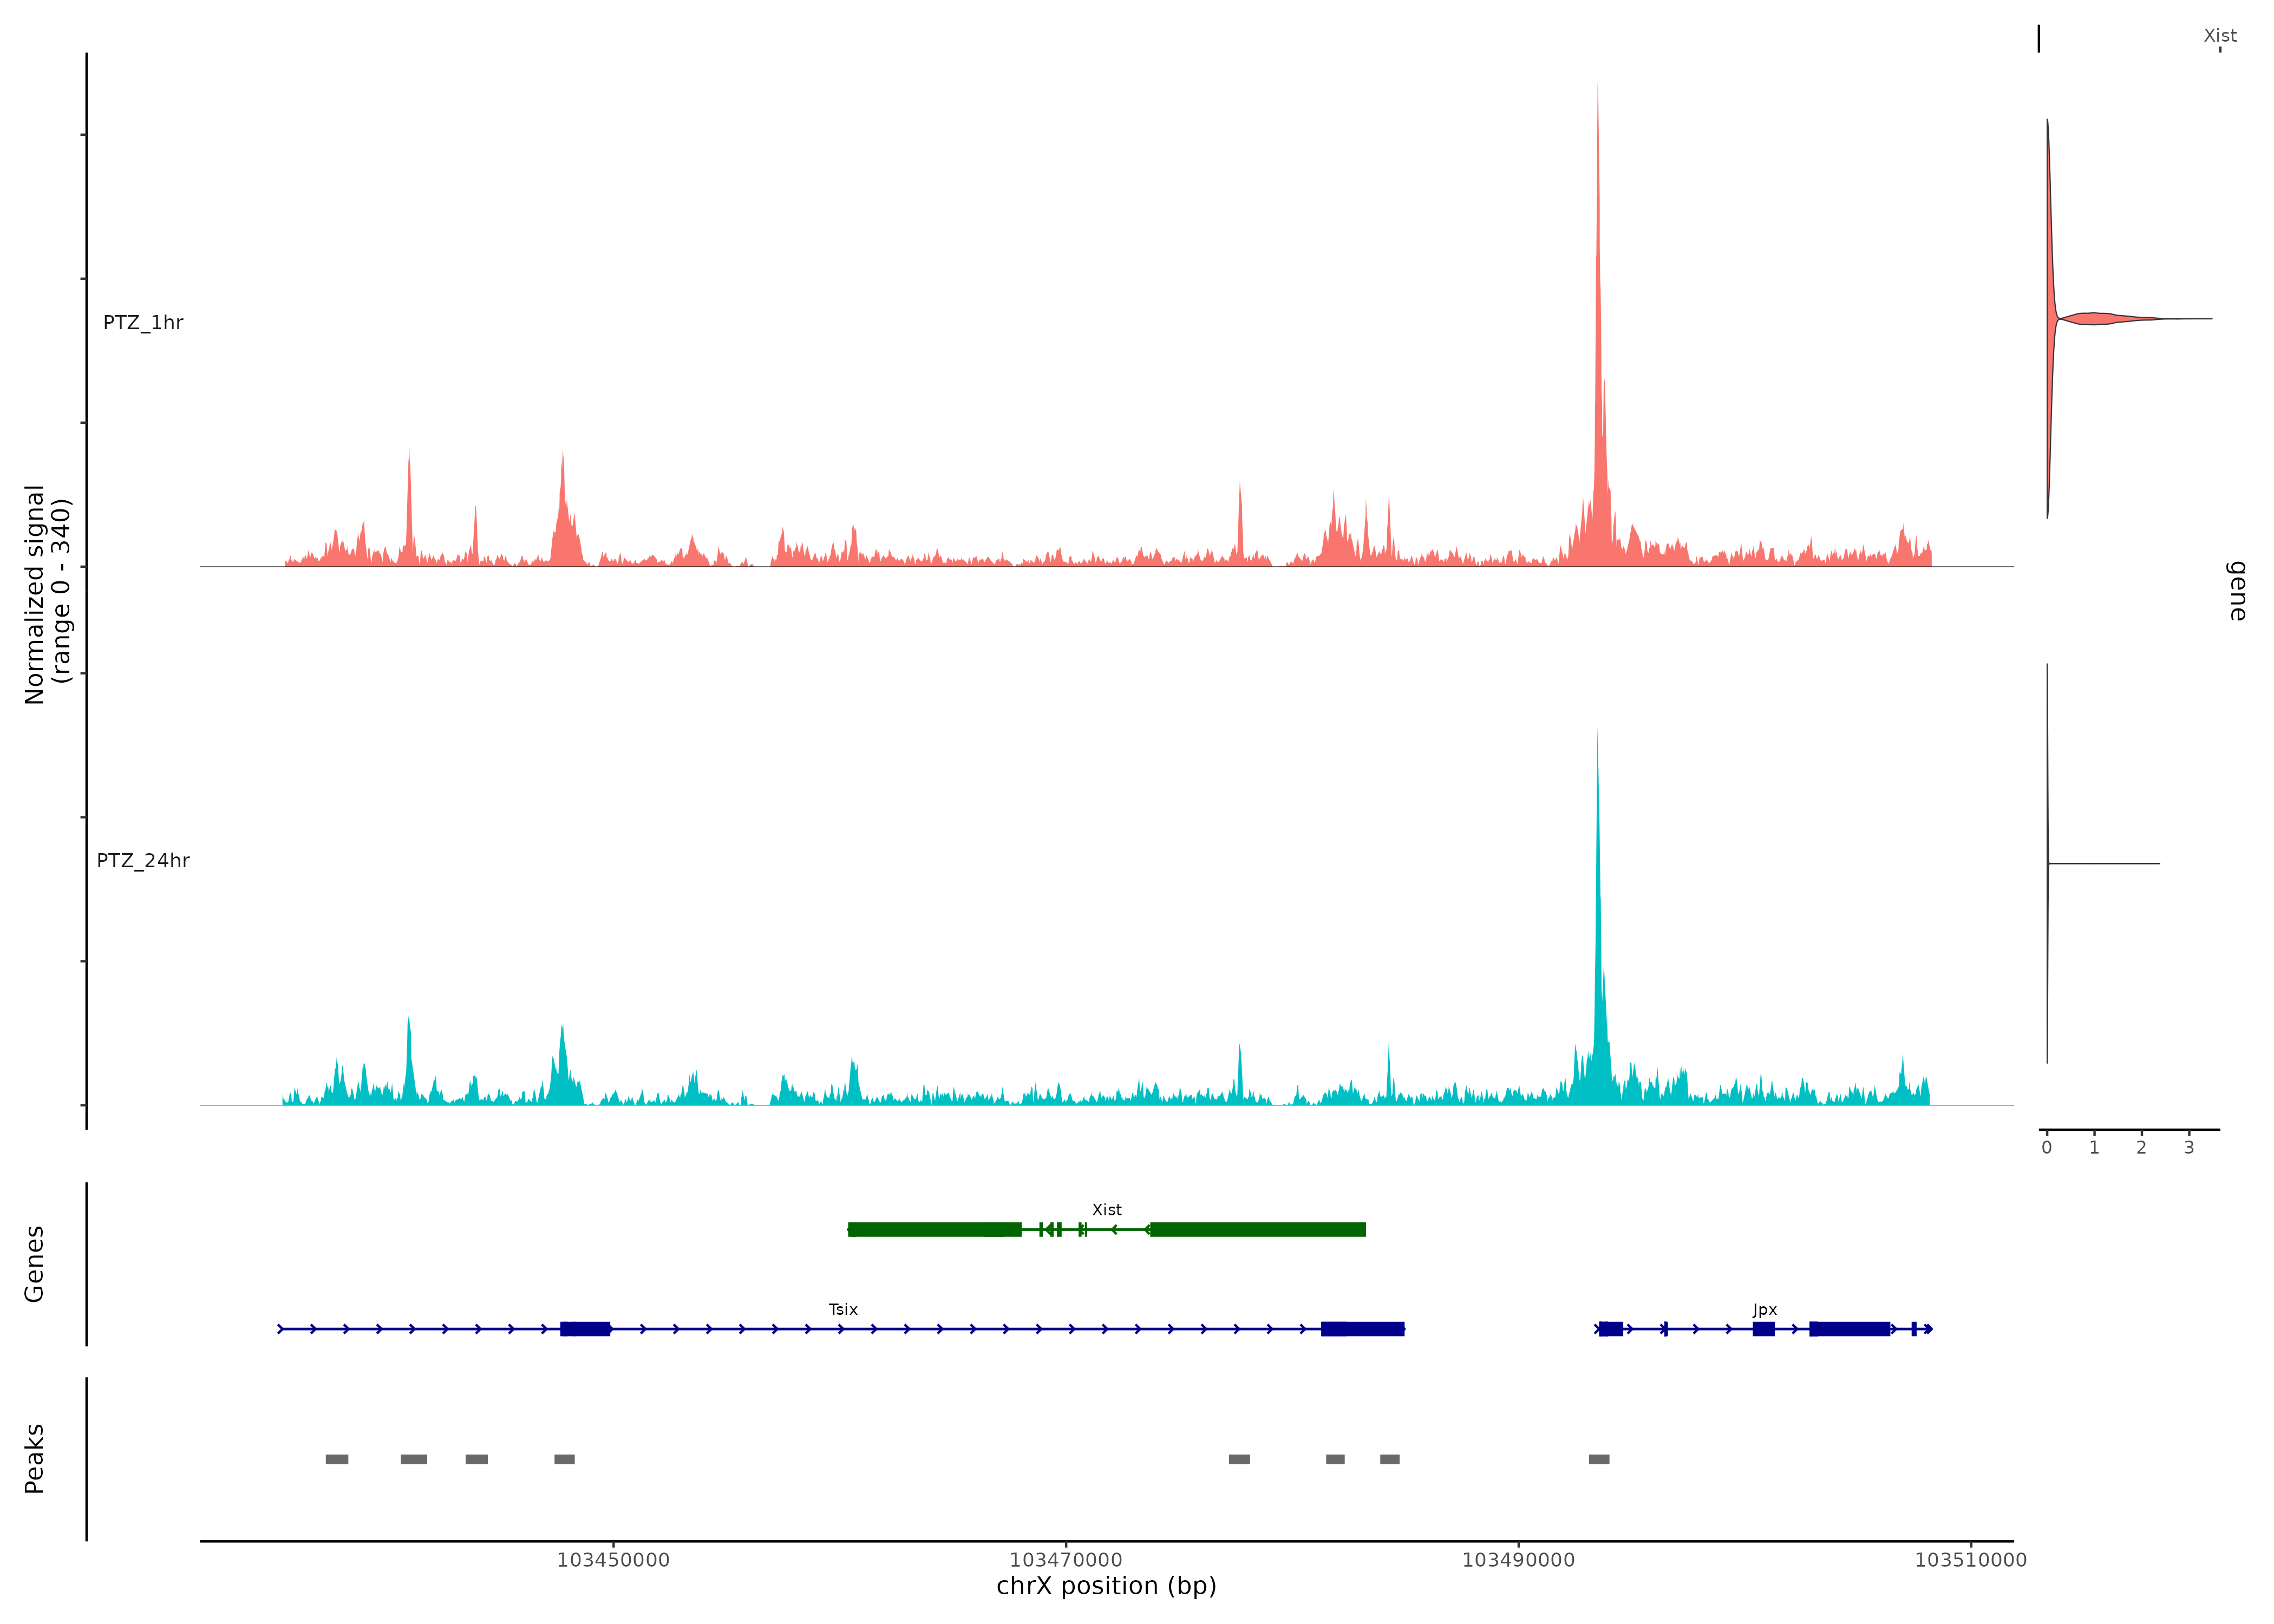 Xist
Normalized signal
(range 0 - 340)
PTZ_1hr
PTZ_24hr
gene
0 1 2 3
Genes
Xist
Tsix
Jpx
Peaks
103450000 103470000 103490000 103510000
chrX position (bp)